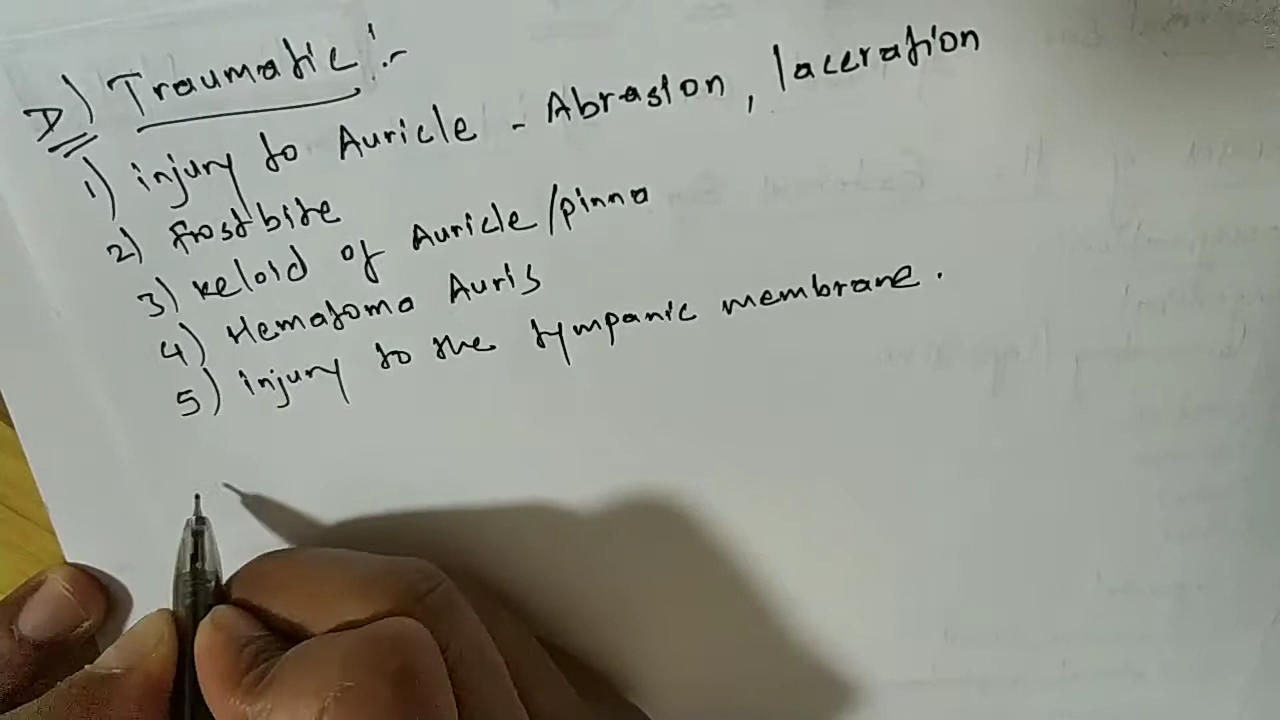 D) Traumatic :-
1) injury to Auricle - Abrasion, laceration
2) Frostbite
3) Keloid of Auricle/pinna
4) Hematoma Auris
5) injury to the tympanic membrane.